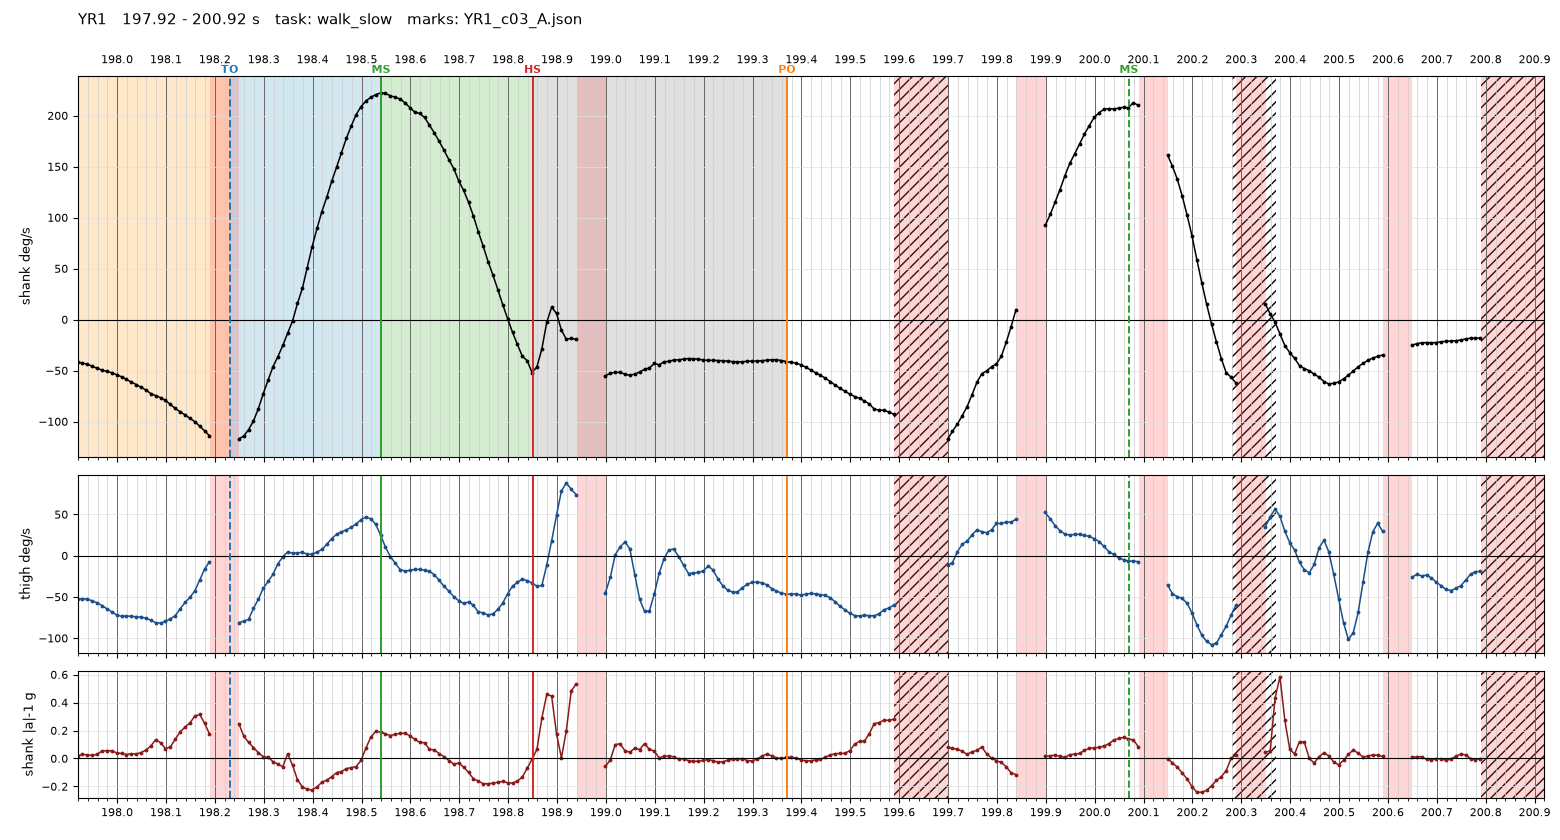 YR1   197.92 - 200.92 s   task: walk_slow   marks: YR1_c03_A.json
198.0 198.1 198.2 198.3 198.4 198.5 198.6 198.7 198.8 198.9 199.0 199.1 199.2 199.3 199.4 199.5 199.6 199.7 199.8 199.9 200.0 200.1 200.2 200.3 200.4 200.5 200.6 200.7 200.8 200.9
TO MS HS PO MS
shank deg/s
200
150
100
50
0
−50
−100
thigh deg/s
50
0
−50
−100
shank |a|-1 g
0.6
0.4
0.2
0.0
−0.2
198.0 198.1 198.2 198.3 198.4 198.5 198.6 198.7 198.8 198.9 199.0 199.1 199.2 199.3 199.4 199.5 199.6 199.7 199.8 199.9 200.0 200.1 200.2 200.3 200.4 200.5 200.6 200.7 200.8 200.9